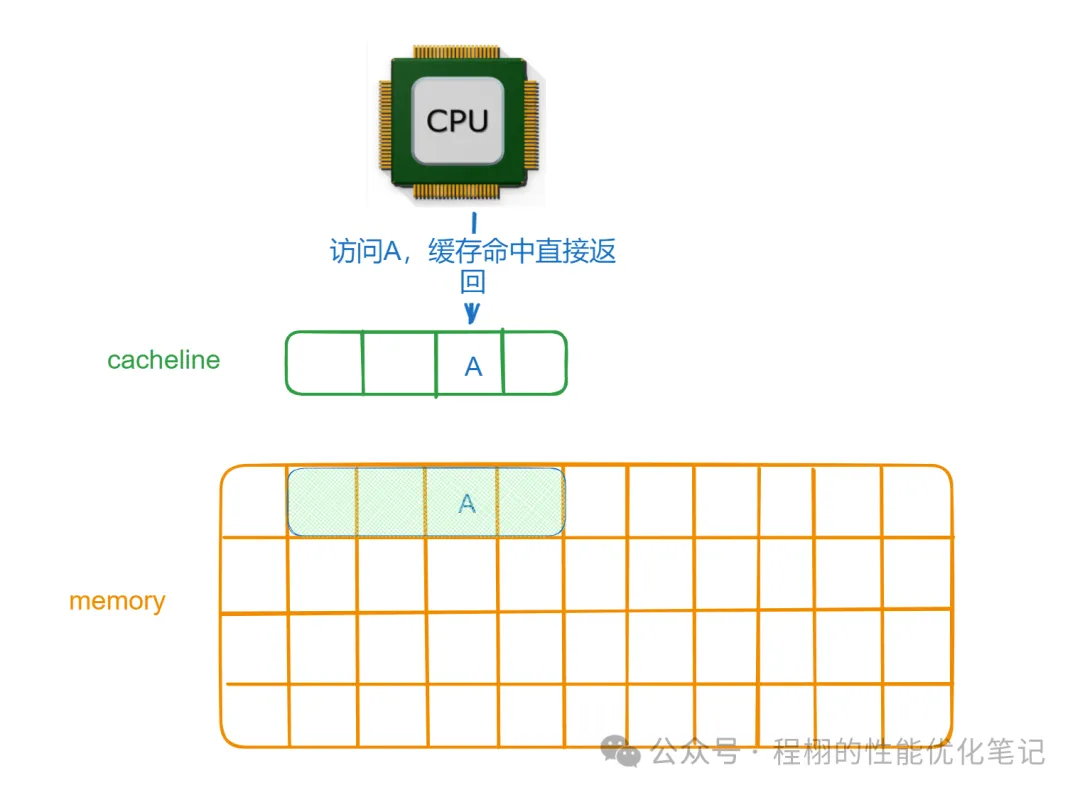 CPU
访问A，缓存命中直接返
回
cacheline
A
A
memory
公众号 · 程栩的性能优化笔记